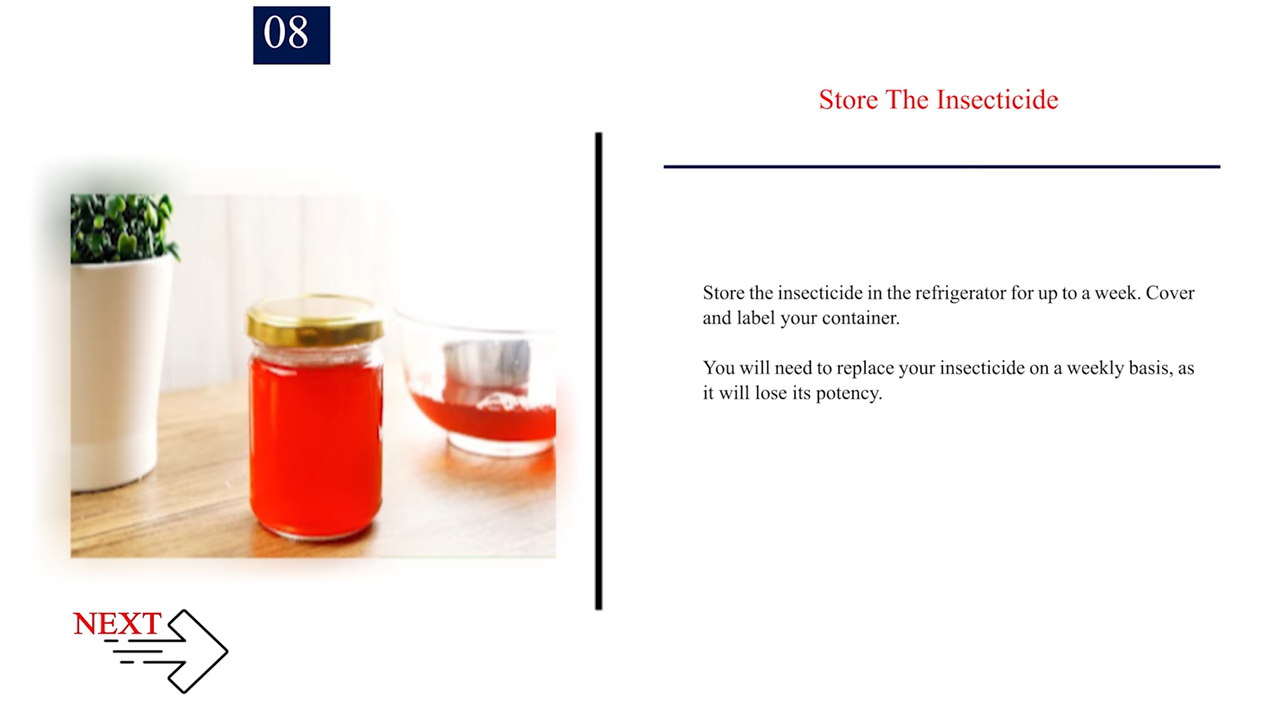 08
Store The Insecticide
Store the insecticide in the refrigerator for up to a week. Cover
and label your container.
You will need to replace your insecticide on a weekly basis, as
it will lose its potency.
NEXT